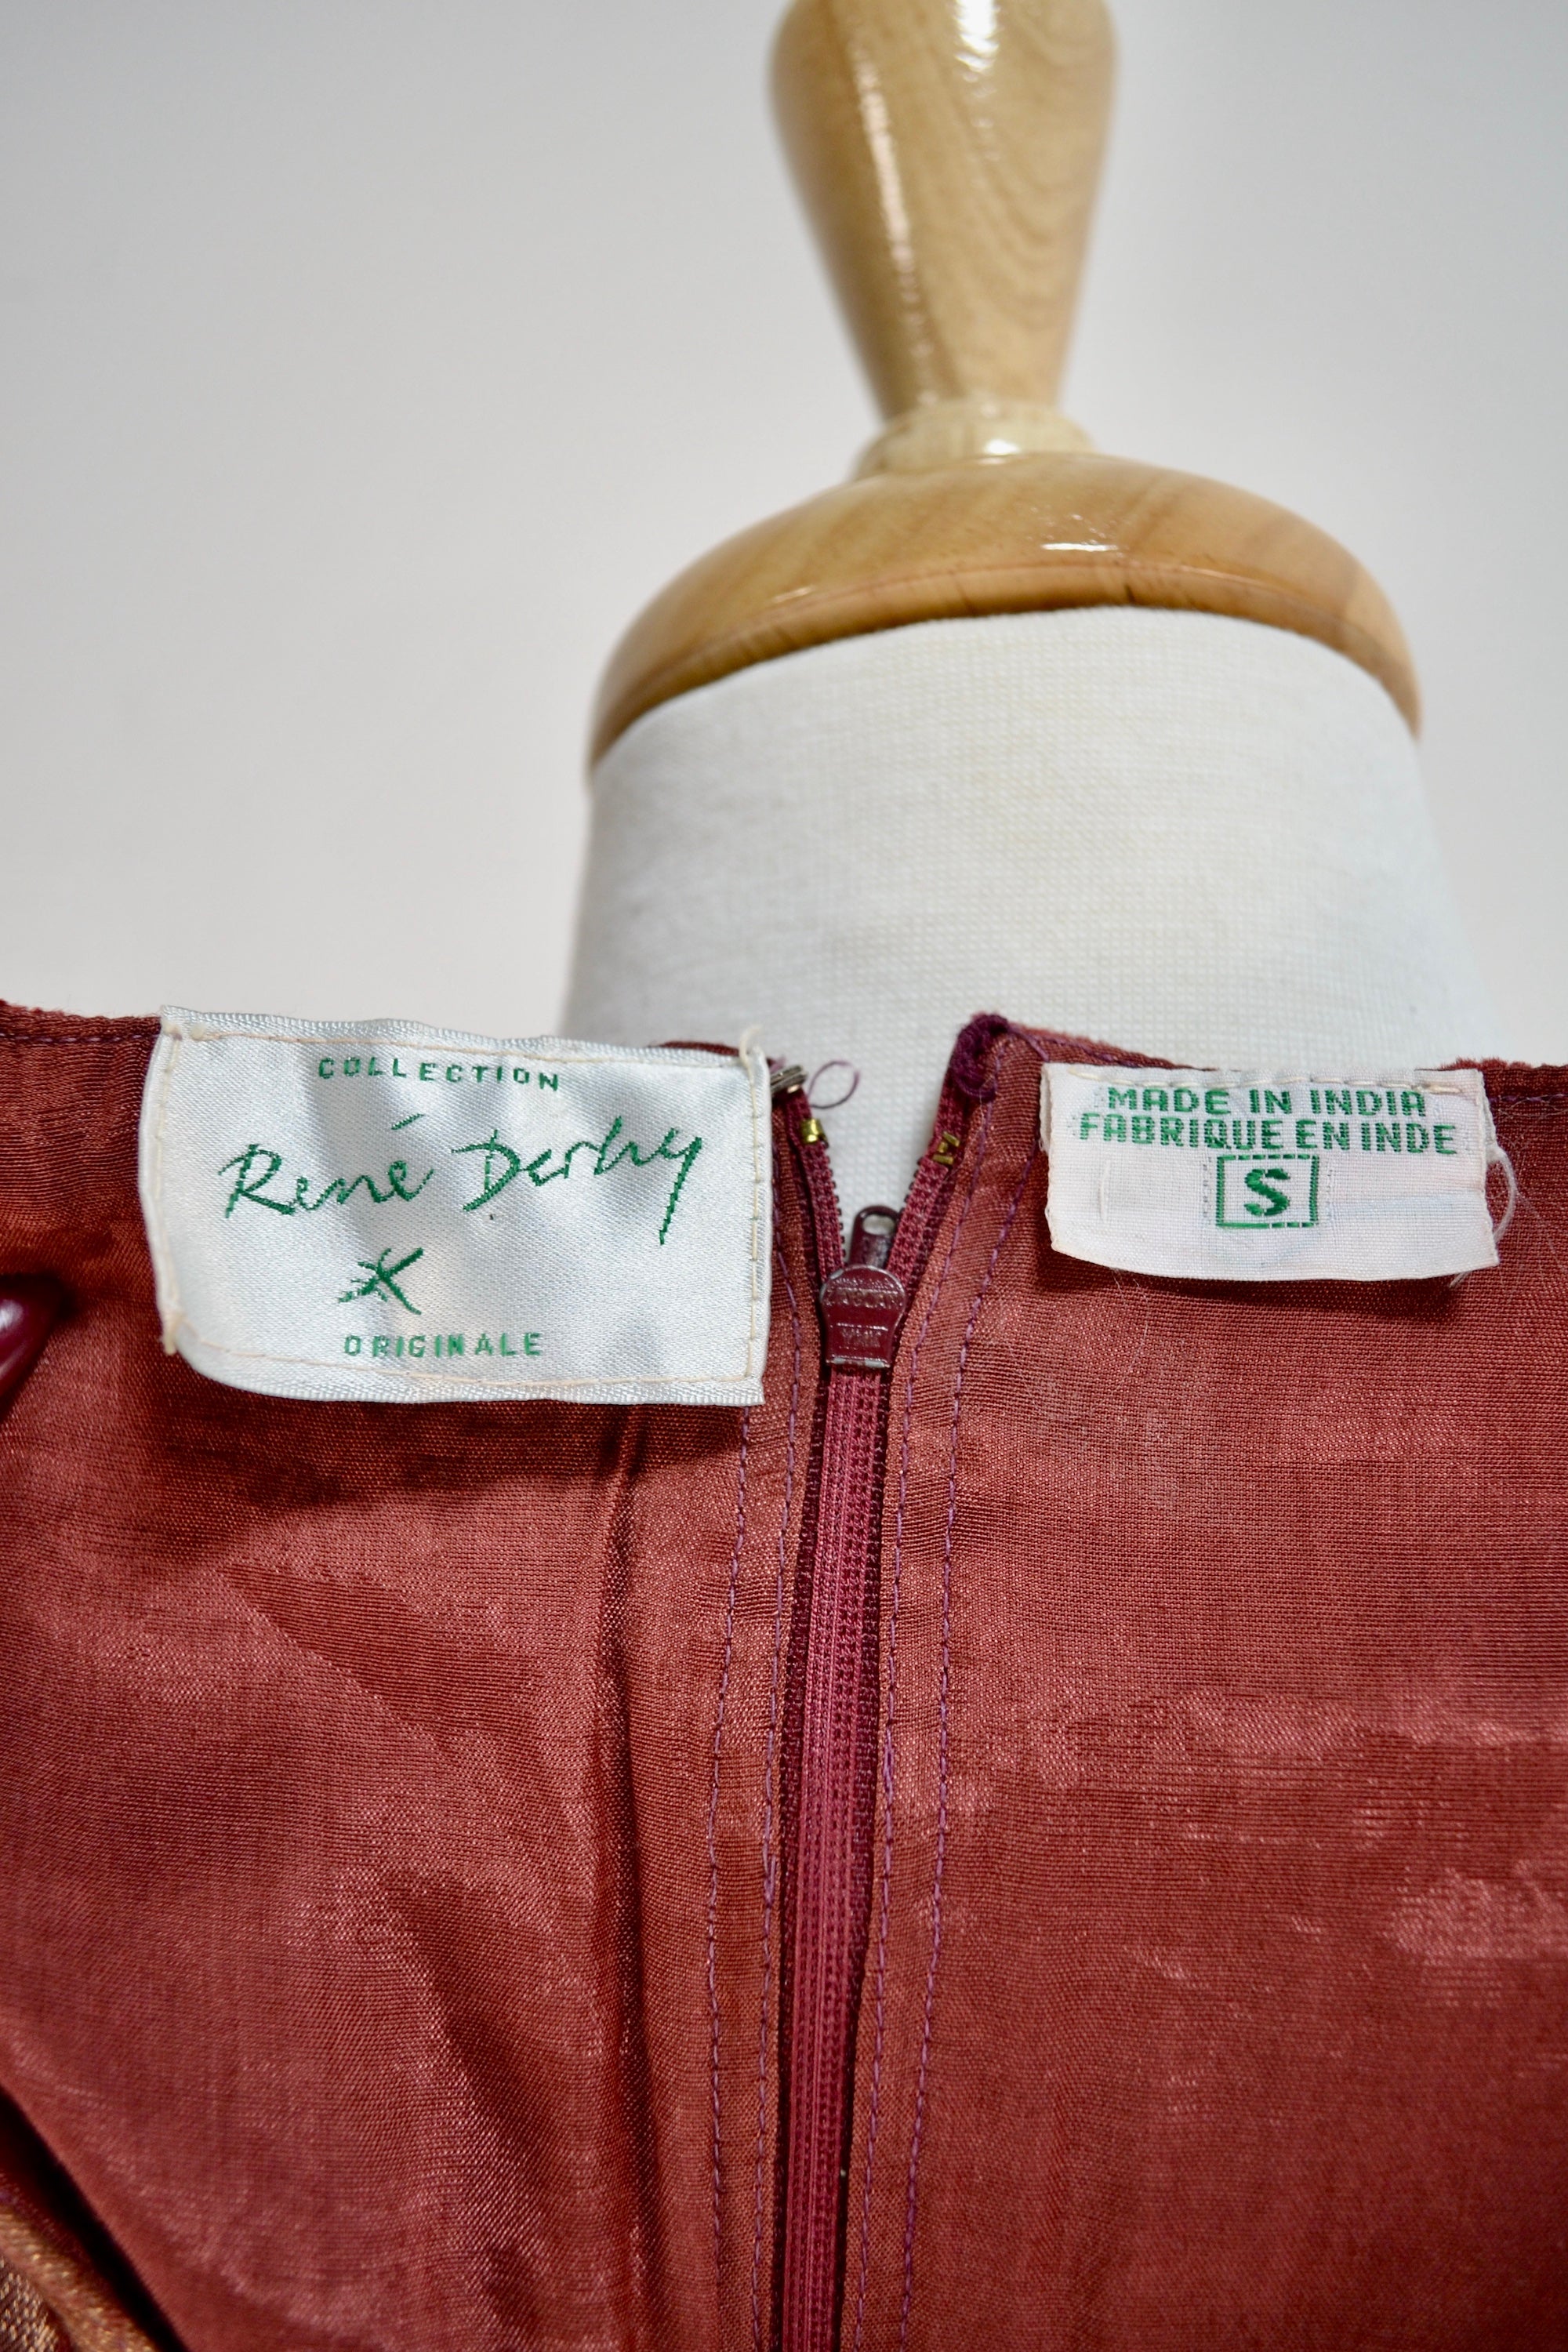 COLLECTION
René Derhy
ORIGINALE
MADE IN INDIA
FABRIQUE EN INDE
S